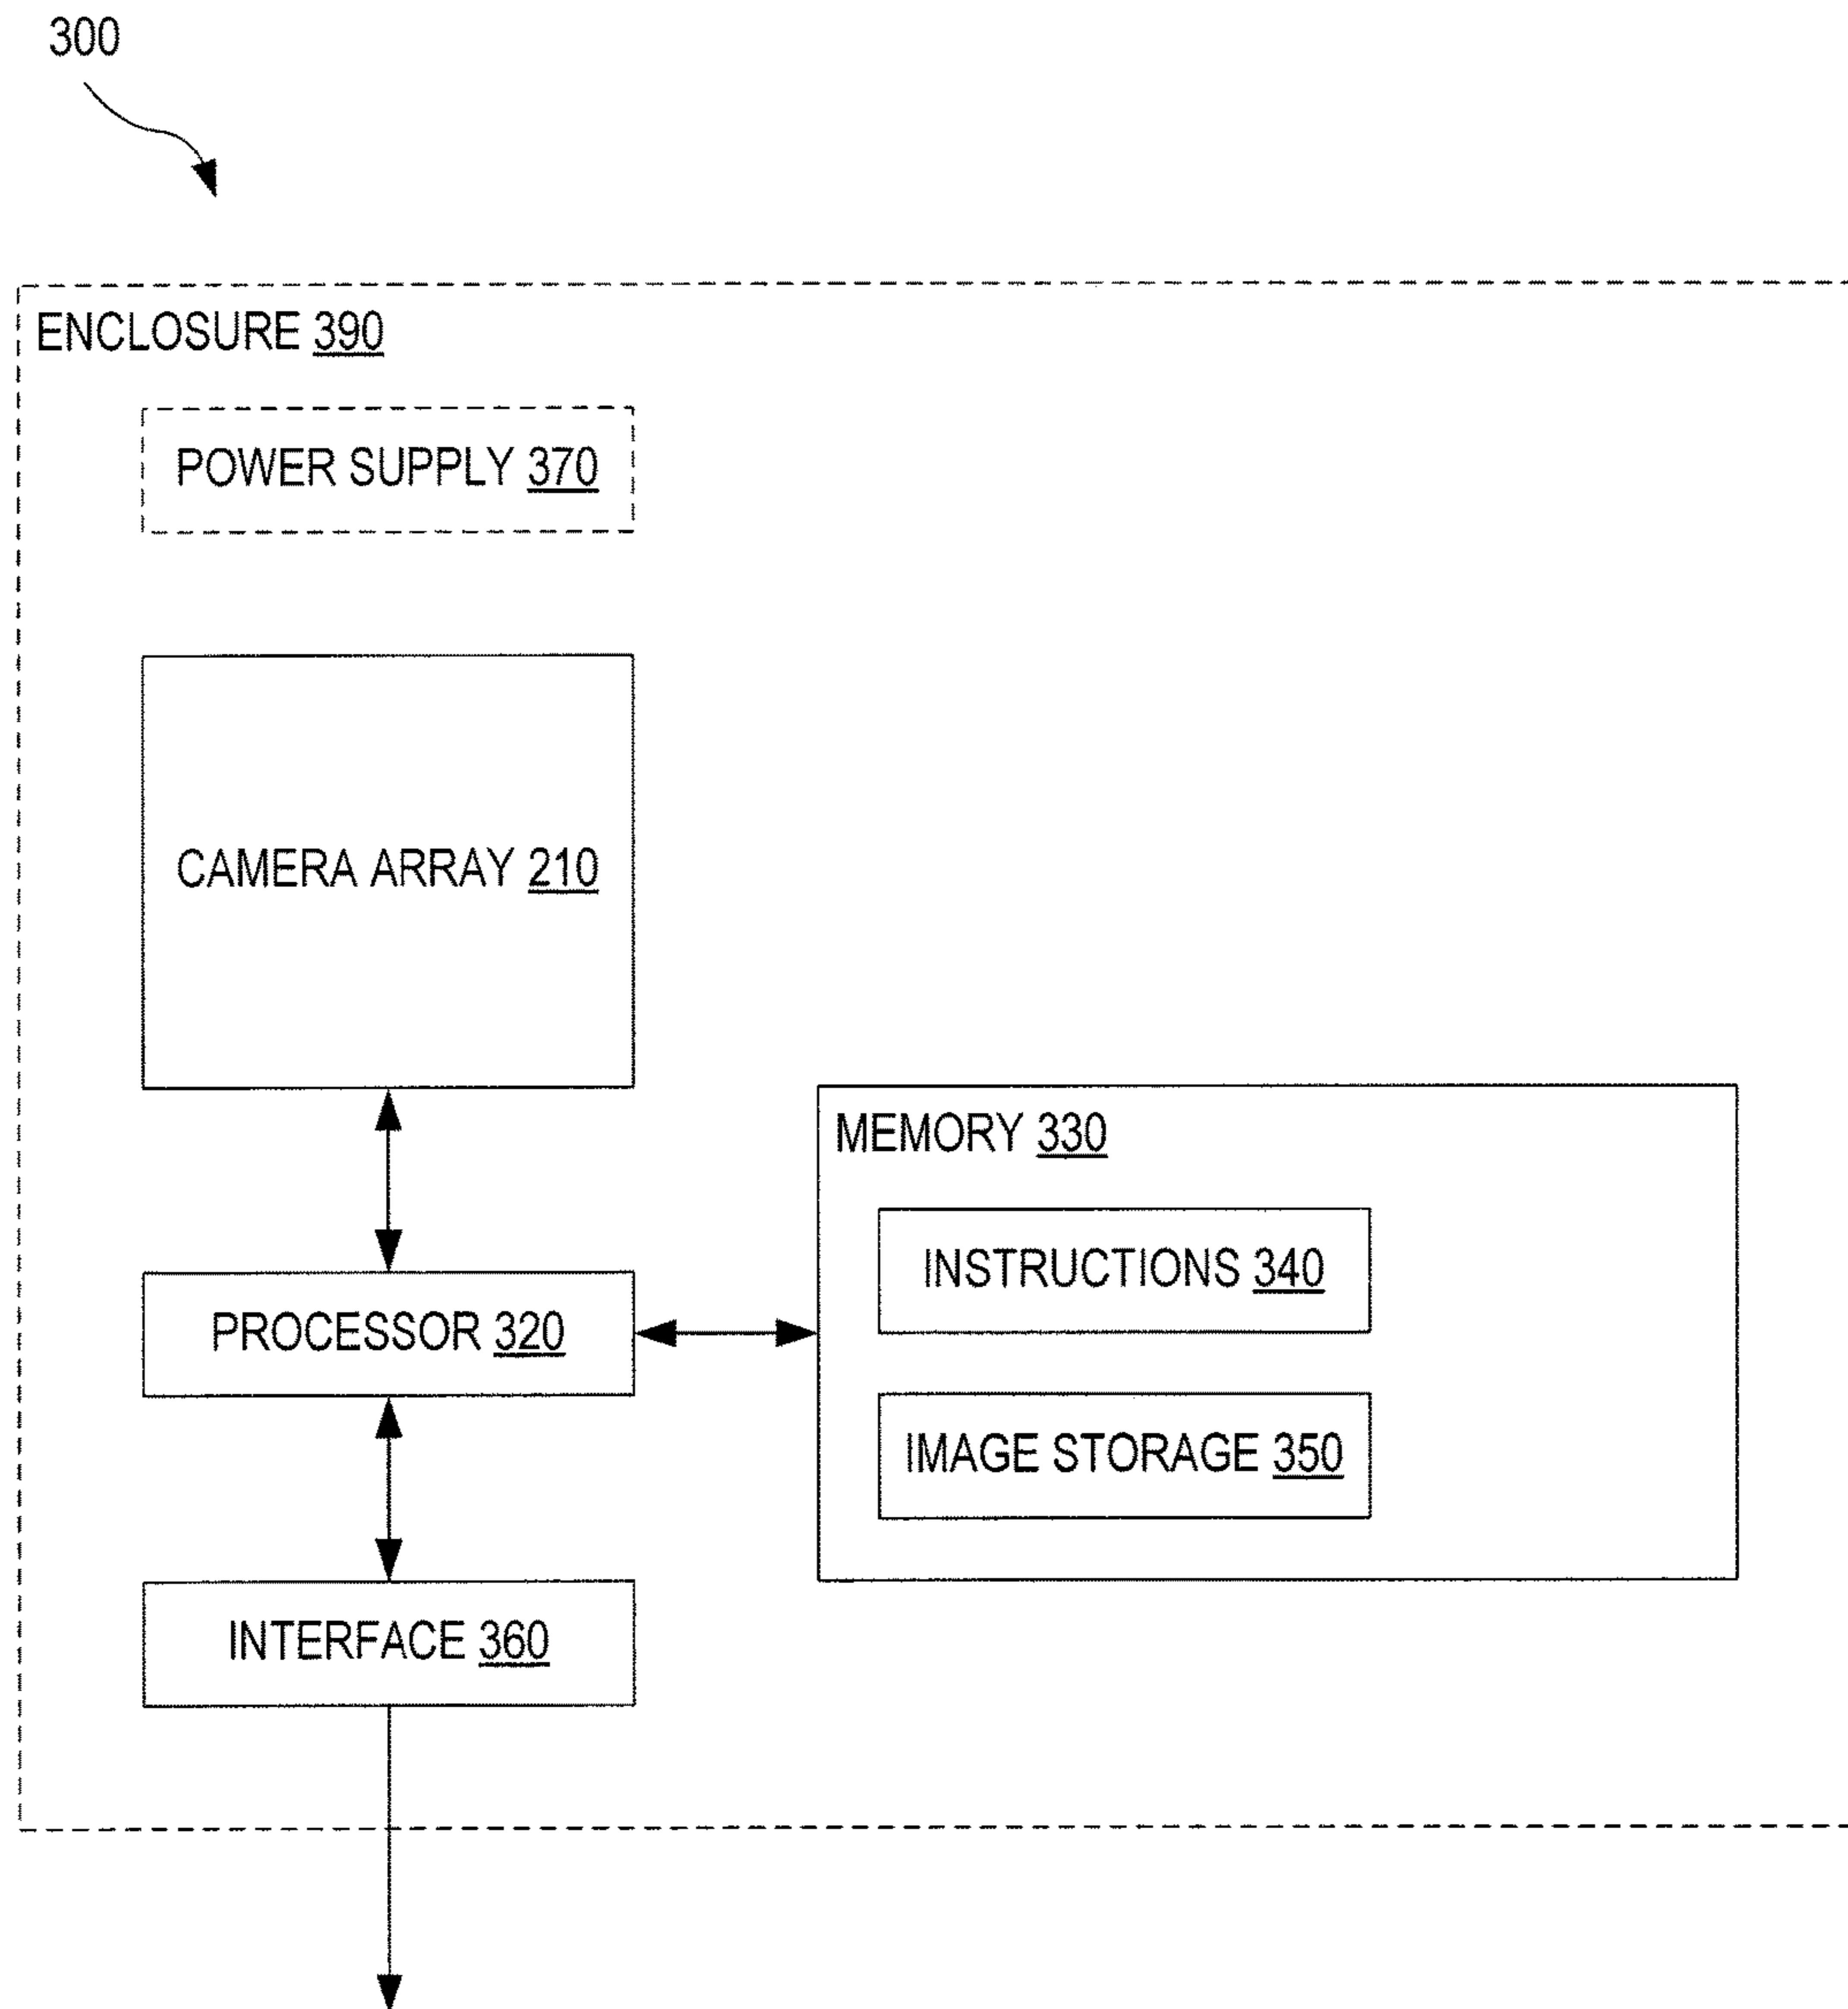 300
ENCLOSURE 390
POWER SUPPLY 370
CAMERA ARRAY 210
MEMORY 330
INSTRUCTIONS 340
PROCESSOR 320
IMAGE STORAGE 350
INTERFACE 360